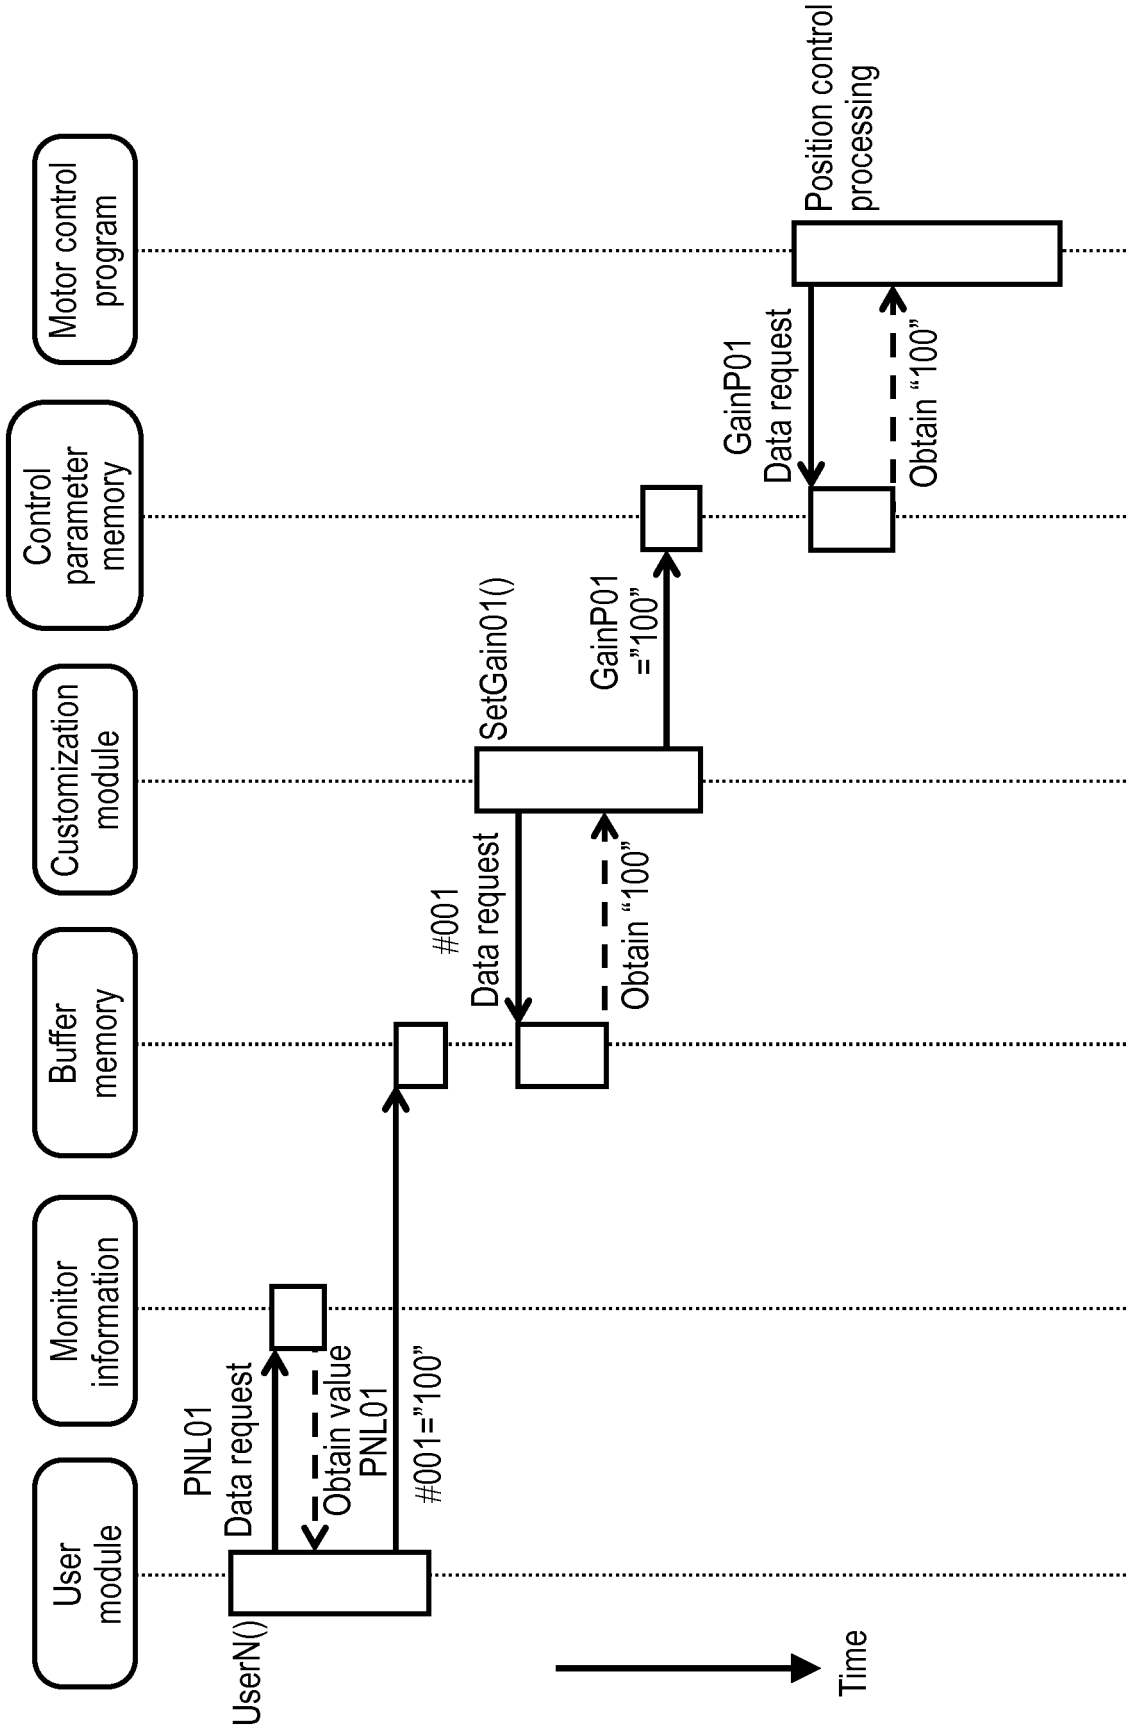 User
module
Monitor
information
Buffer
memory
Customization
module
Control
parameter
memory
Motor control
program
UserN()
PNL01
Data request
Obtain value
PNL01
#001="100"
#001
Data request
Obtain “100”
SetGain01()
GainP01
=”100”
GainP01
Data request
Obtain “100”
Position control
processing
Time